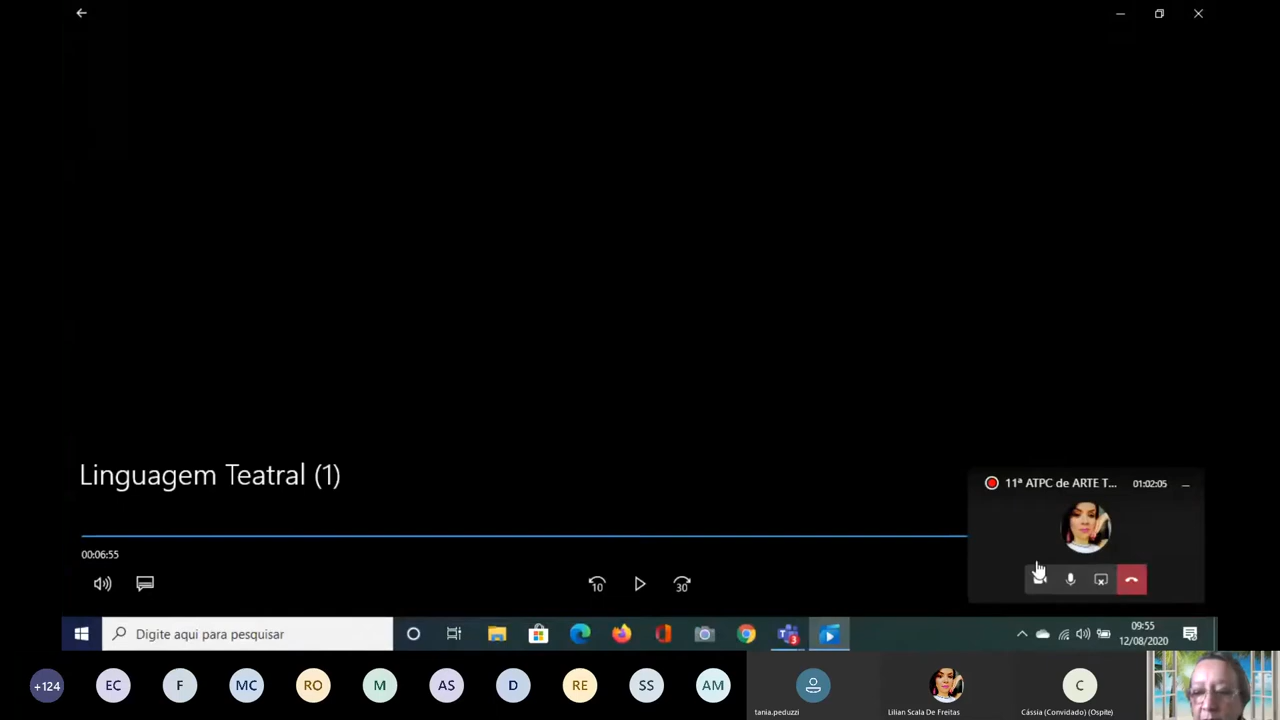 Linguagem Teatral (1)
11ª ATPC de ARTE T...
01:02:05
00:06:55
10
30
Digite aqui para pesquisar
3
09:55
12/08/2020
+124
EC
F
MC
RO
M
AS
D
RE
SS
AM
C
tania.peduzzi
Lilian Scala De Freitas
Cássia (Convidado) (Ospite)